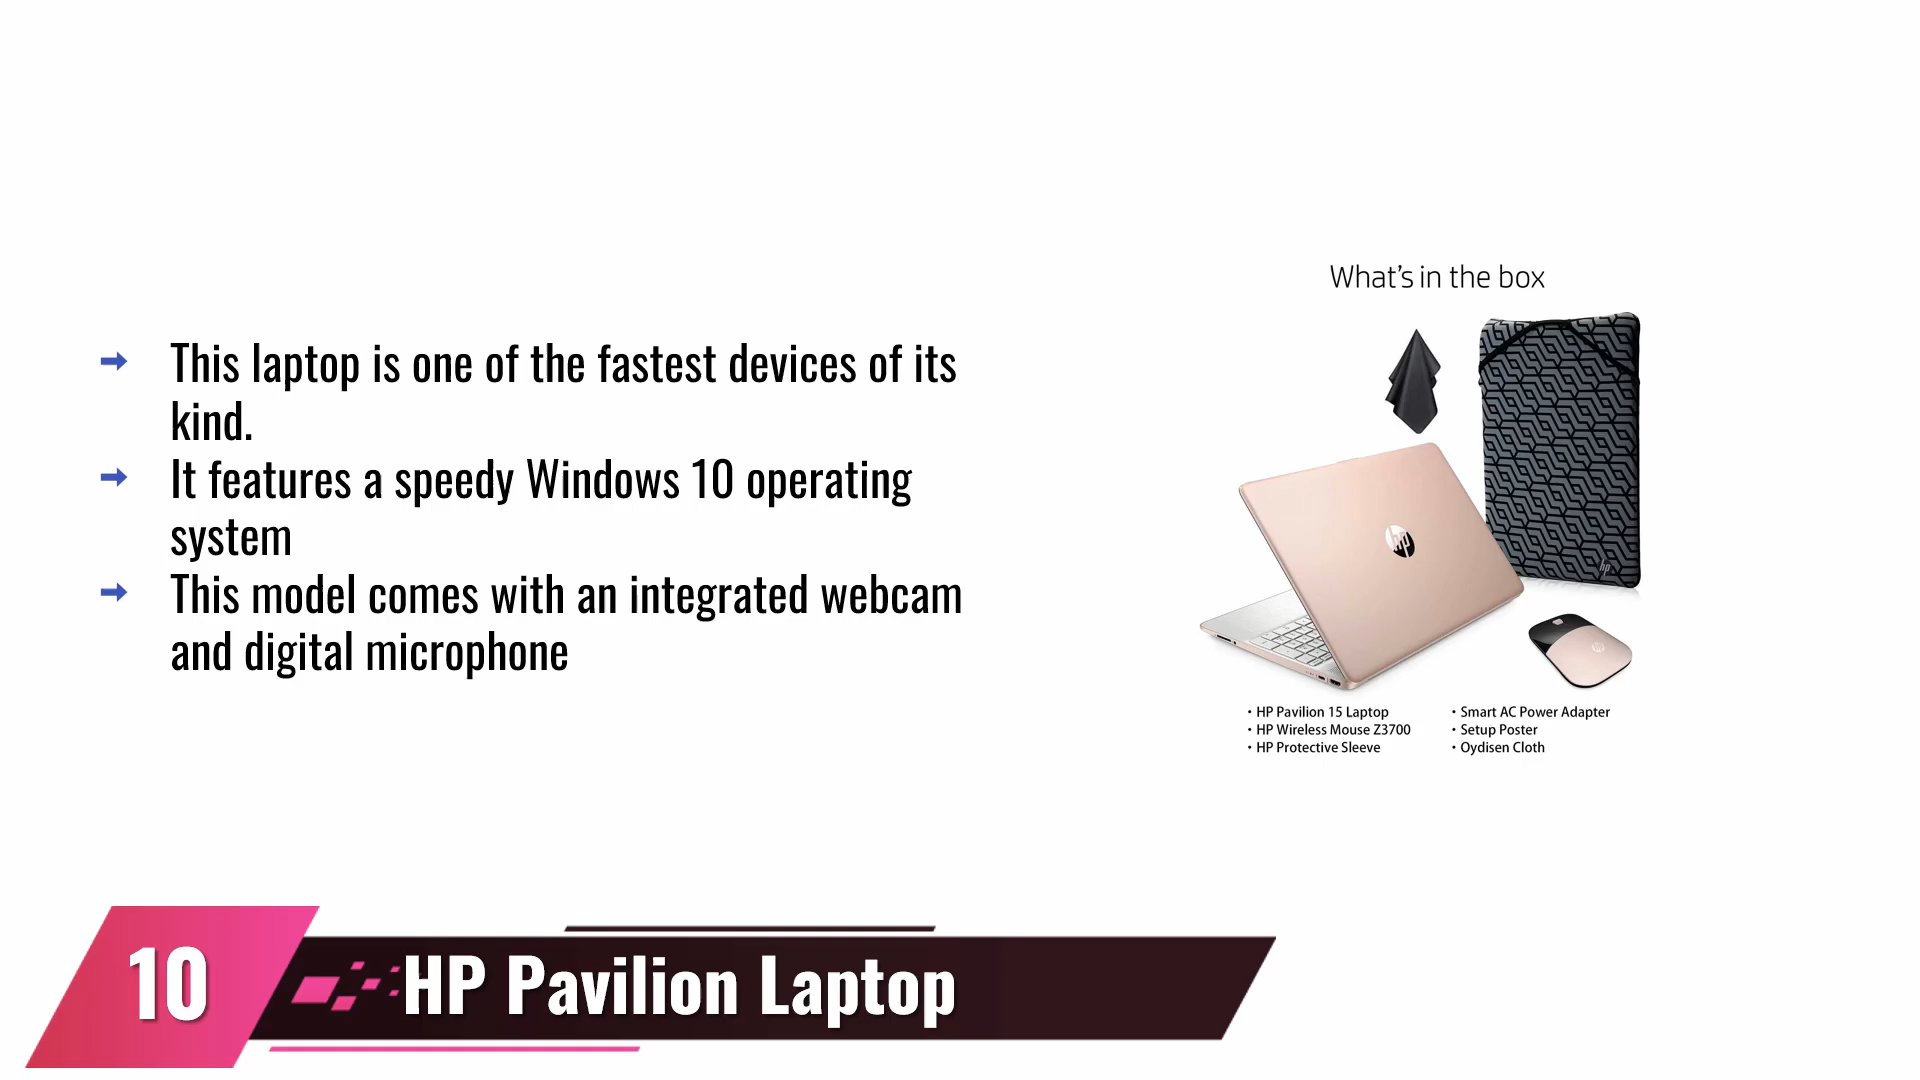 This laptop is one of the fastest devices of its
kind.
It features a speedy Windows 10 operating
system
This model comes with an integrated webcam
and digital microphone
What's in the box
hp
hp
• HP Pavilion 15 Laptop
• HP Wireless Mouse Z3700
• HP Protective Sleeve
• Smart AC Power Adapter
• Setup Poster
• Oydisen Cloth
10
HP Pavilion Laptop